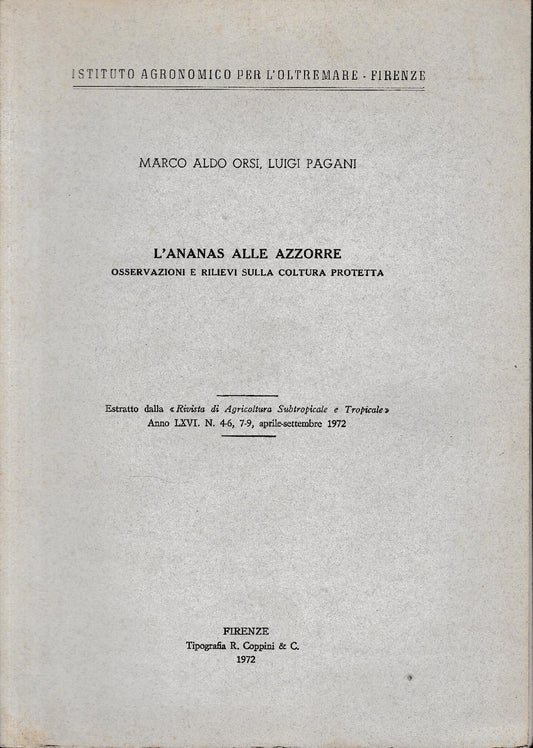 ISTITUTO AGRONOMICO PER L'OLTREMARE - FIRENZE
MARCO ALDO ORSI, LUIGI PAGANI
L'ANANAS ALLE AZZORRE
OSSERVAZIONI E RILIEVI SULLA COLTURA PROTETTA
Estratto dalla «Rivista di Agricoltura Subtropicale e Tropicale»
Anno LXVI. N. 4-6, 7-9, aprile-settembre 1972
FIRENZE
Tipografia R. Coppini & C.
1972